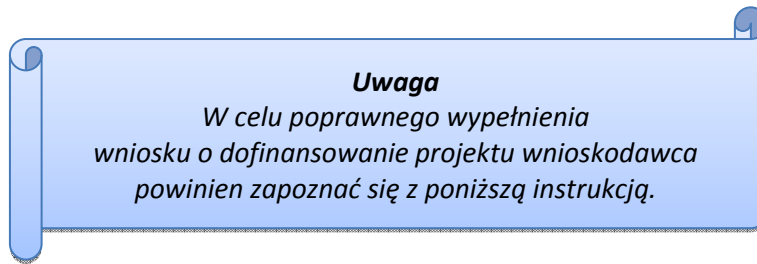 Uwaga
W celu poprawnego wypełnienia
wniosku o dofinansowanie projektu wnioskodawca
powinien zapoznać się z poniższą instrukcją.